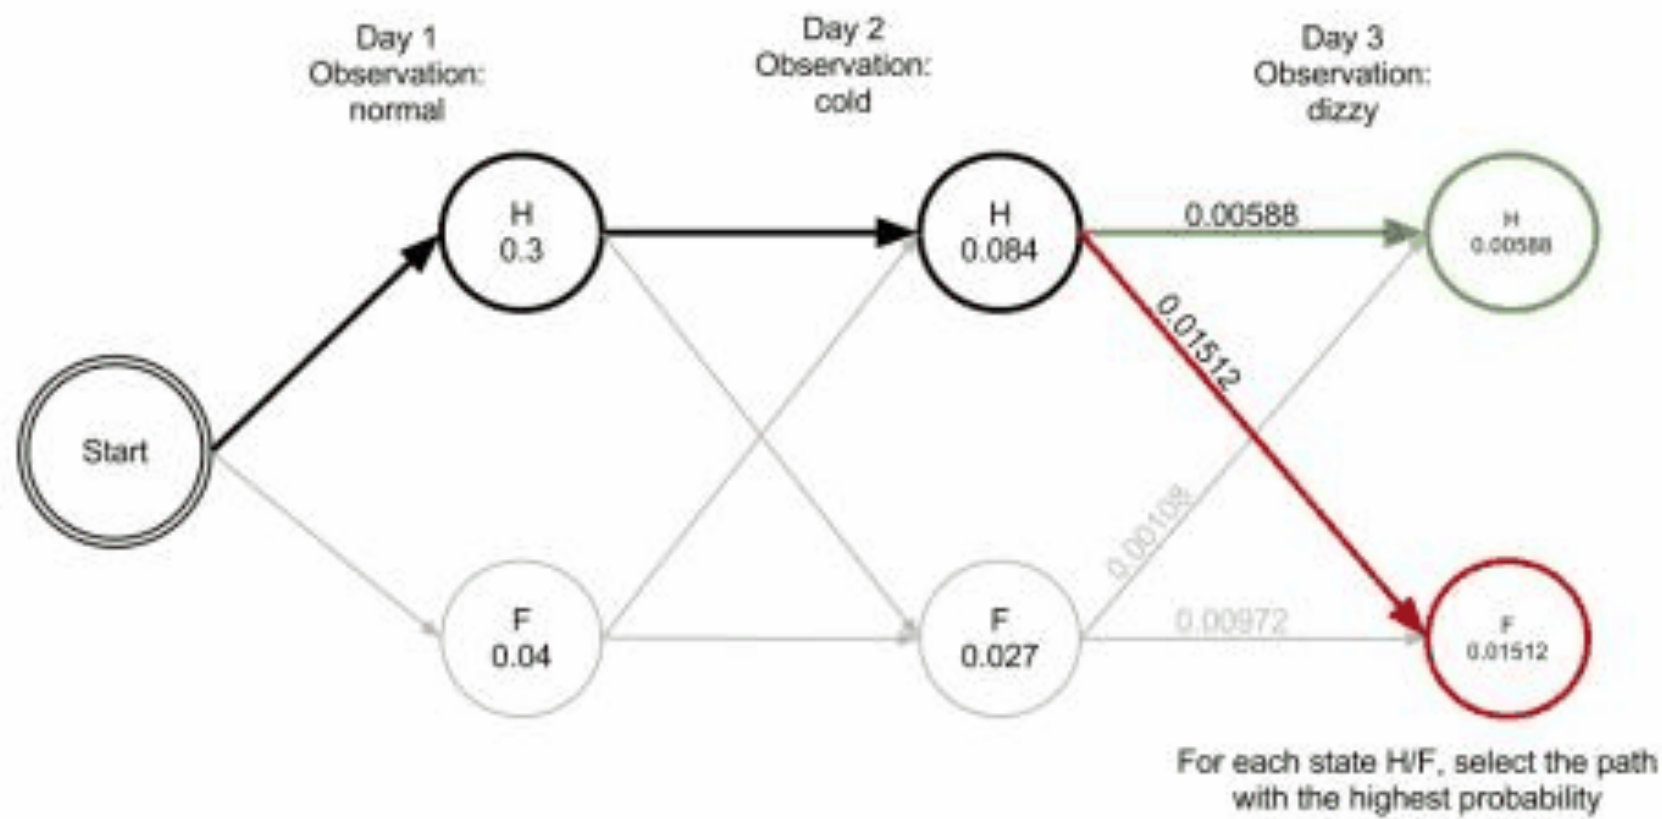 Day 1
Observation:
normal
Day 2
Observation:
cold
Day 3
Observation:
dizzy
H
0.3
H
0.084
0.00588
H
0.00588
0.01512
Start
0.00108
F
0.04
F
0.027
0.00972
F
0.01512
For each state H/F, select the path
with the highest probability